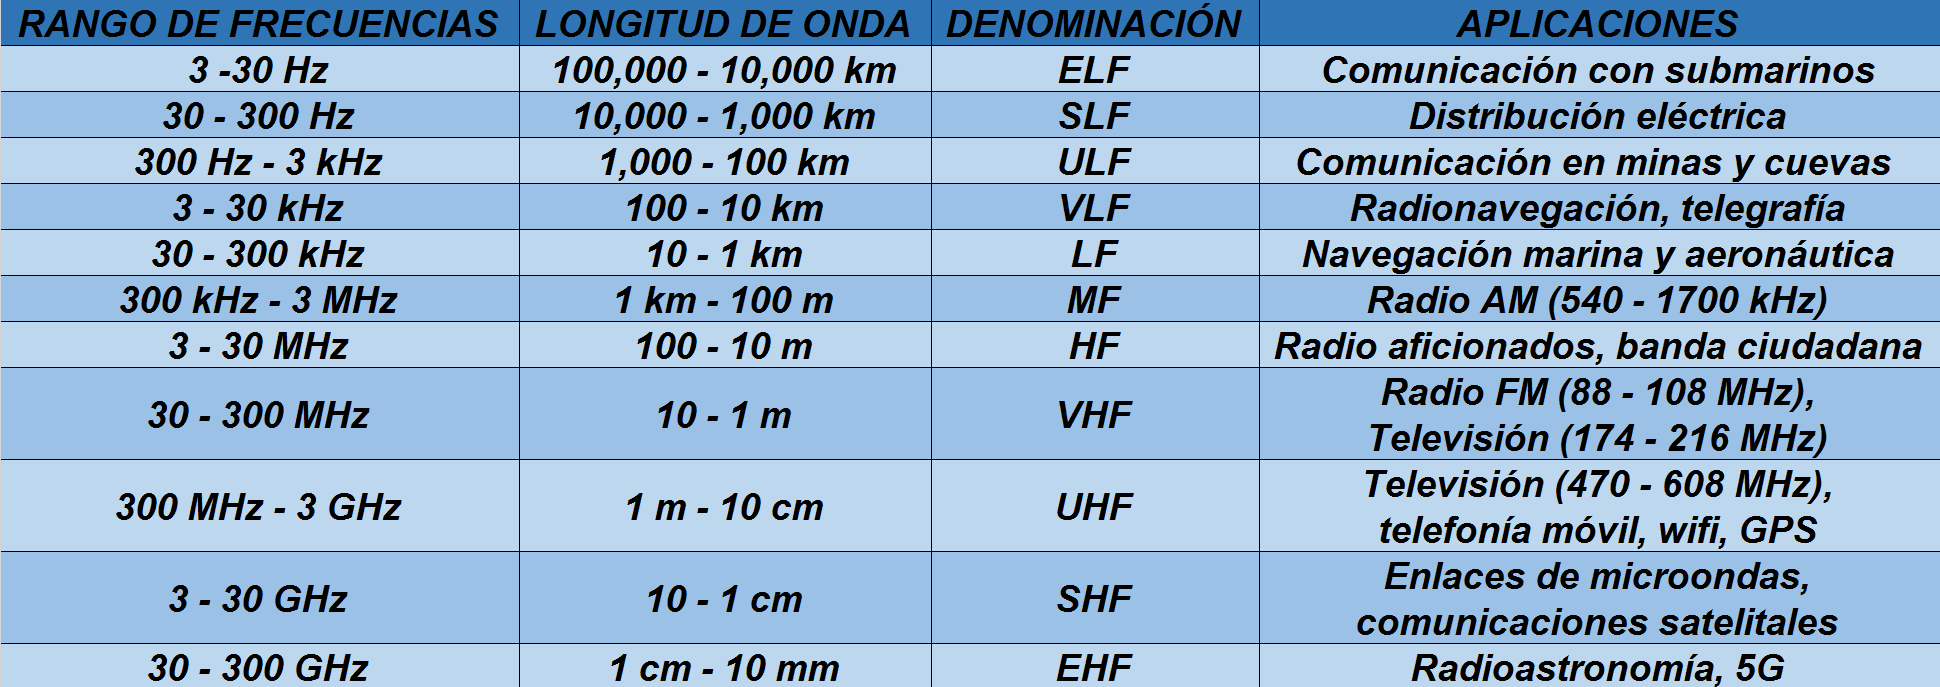 RANGO DE FRECUENCIAS LONGITUD DE ONDA DENOMINACIÓN APLICACIONES
3 -30 Hz 100,000 - 10,000 km ELF Comunicación con submarinos
30 - 300 Hz 10,000 - 1,000 km SLF Distribución eléctrica
300 Hz - 3 kHz 1,000 - 100 km ULF Comunicación en minas y cuevas
3 - 30 kHz 100 - 10 km VLF Radionavegación, telegrafía
30 - 300 kHz 10 - 1 km LF Navegación marina y aeronáutica
300 kHz - 3 MHz 1 km - 100 m MF Radio AM (540 - 1700 kHz)
3 - 30 MHz 100 - 10 m HF Radio aficionados, banda ciudadana
30 - 300 MHz 10 - 1 m VHF Radio FM (88 - 108 MHz),
Televisión (174 - 216 MHz)
300 MHz - 3 GHz 1 m - 10 cm UHF Televisión (470 - 608 MHz),
telefonía móvil, wifi, GPS
3 - 30 GHz 10 - 1 cm SHF Enlaces de microondas,
comunicaciones satelitales
30 - 300 GHz 1 cm - 10 mm EHF Radioastronomía, 5G